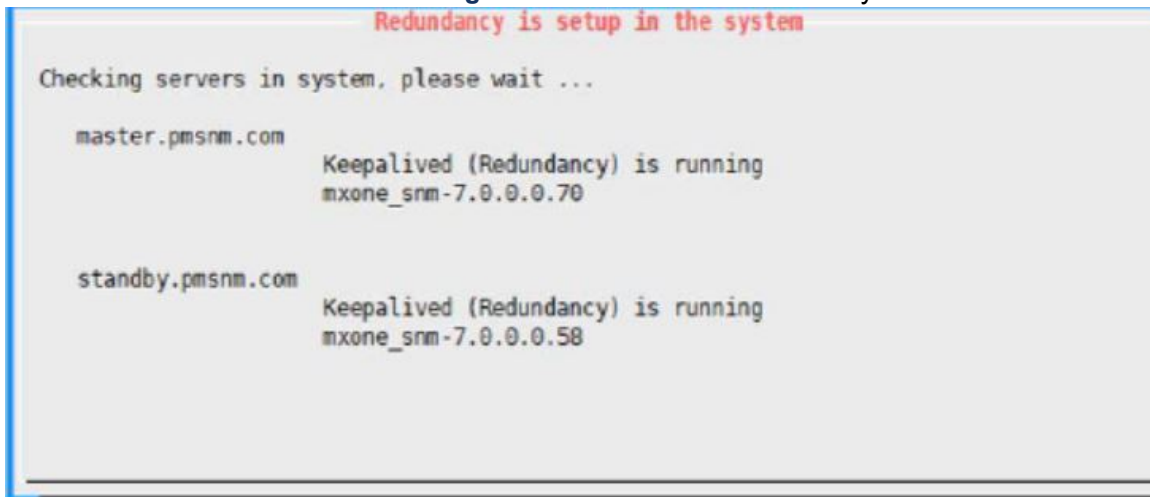 Redundancy is setup in the system
Checking servers in system, please wait ...
master.pmsnm.com
Keepalived (Redundancy) is running
mxone_snm-7.0.0.0.70
standby.pmsnm.com
Keepalived (Redundancy) is running
mxone_snm-7.0.0.0.58